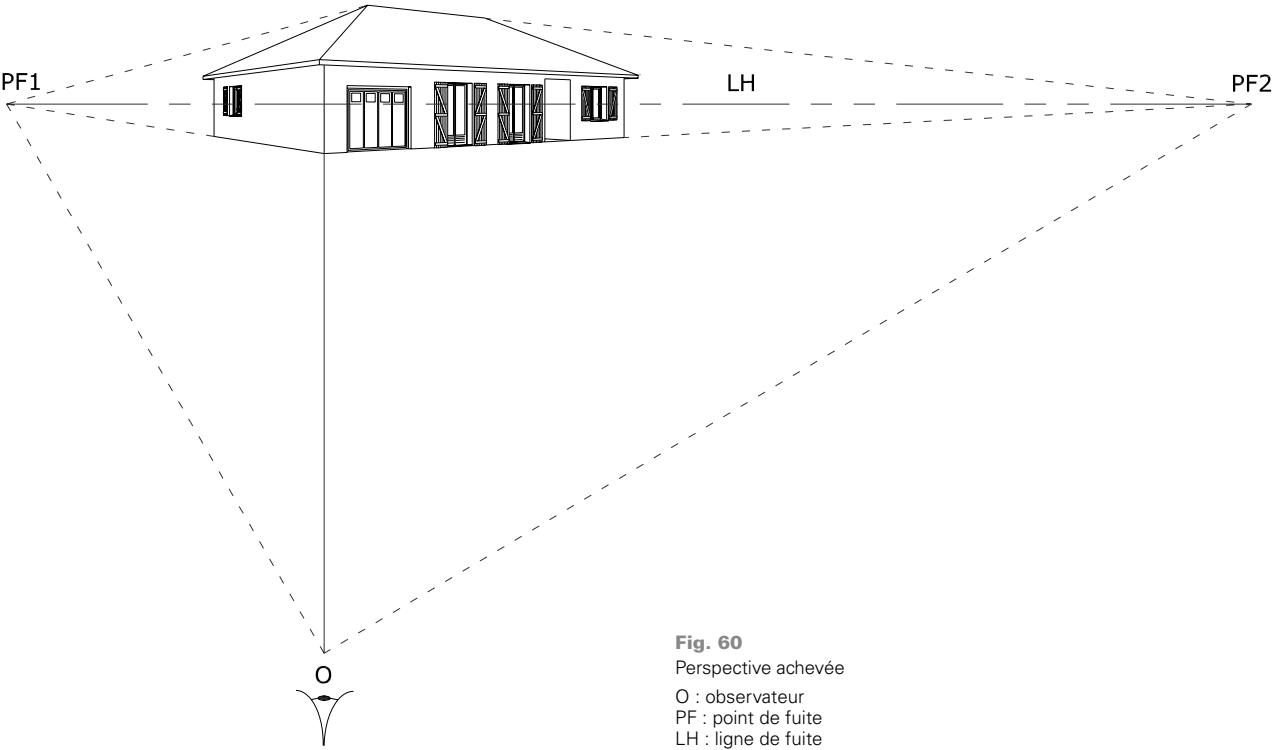 PF1
LH
PF2
O
Fig. 60
Perspective achevée
O : observateur
PF : point de fuite
LH : ligne de fuite